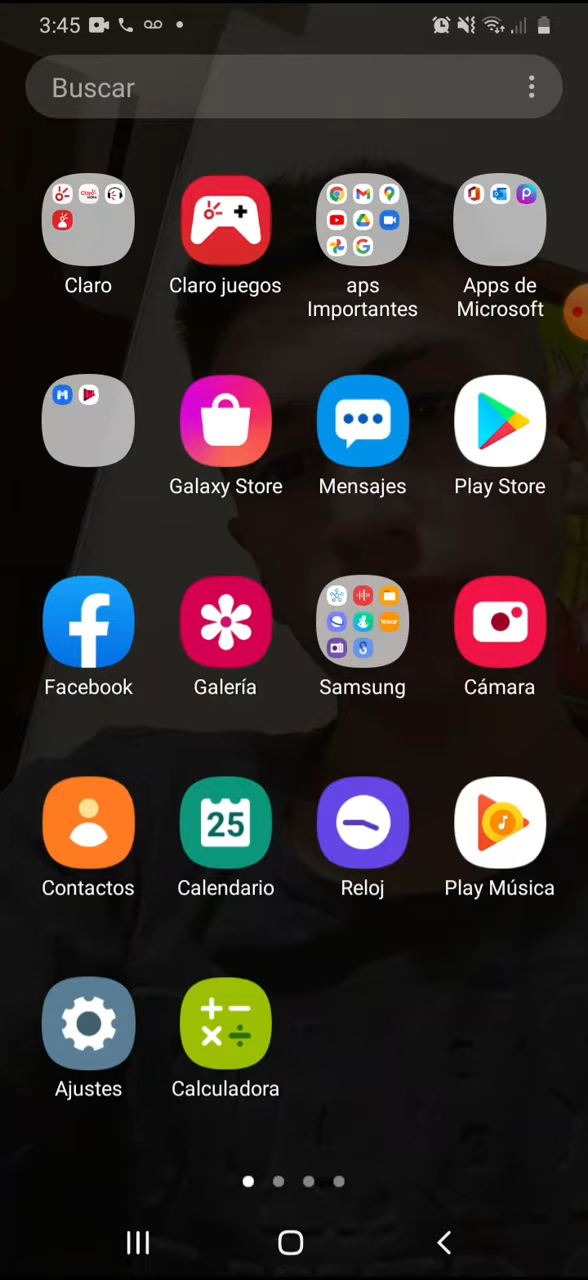 3:45
Buscar
Claro
Claro juegos
aps
Importantes
Apps de
Microsoft
Galaxy Store
Mensajes
Play Store
Facebook
Galería
Samsung
Cámara
25
Contactos
Calendario
Reloj
Play Música
Ajustes
Calculadora